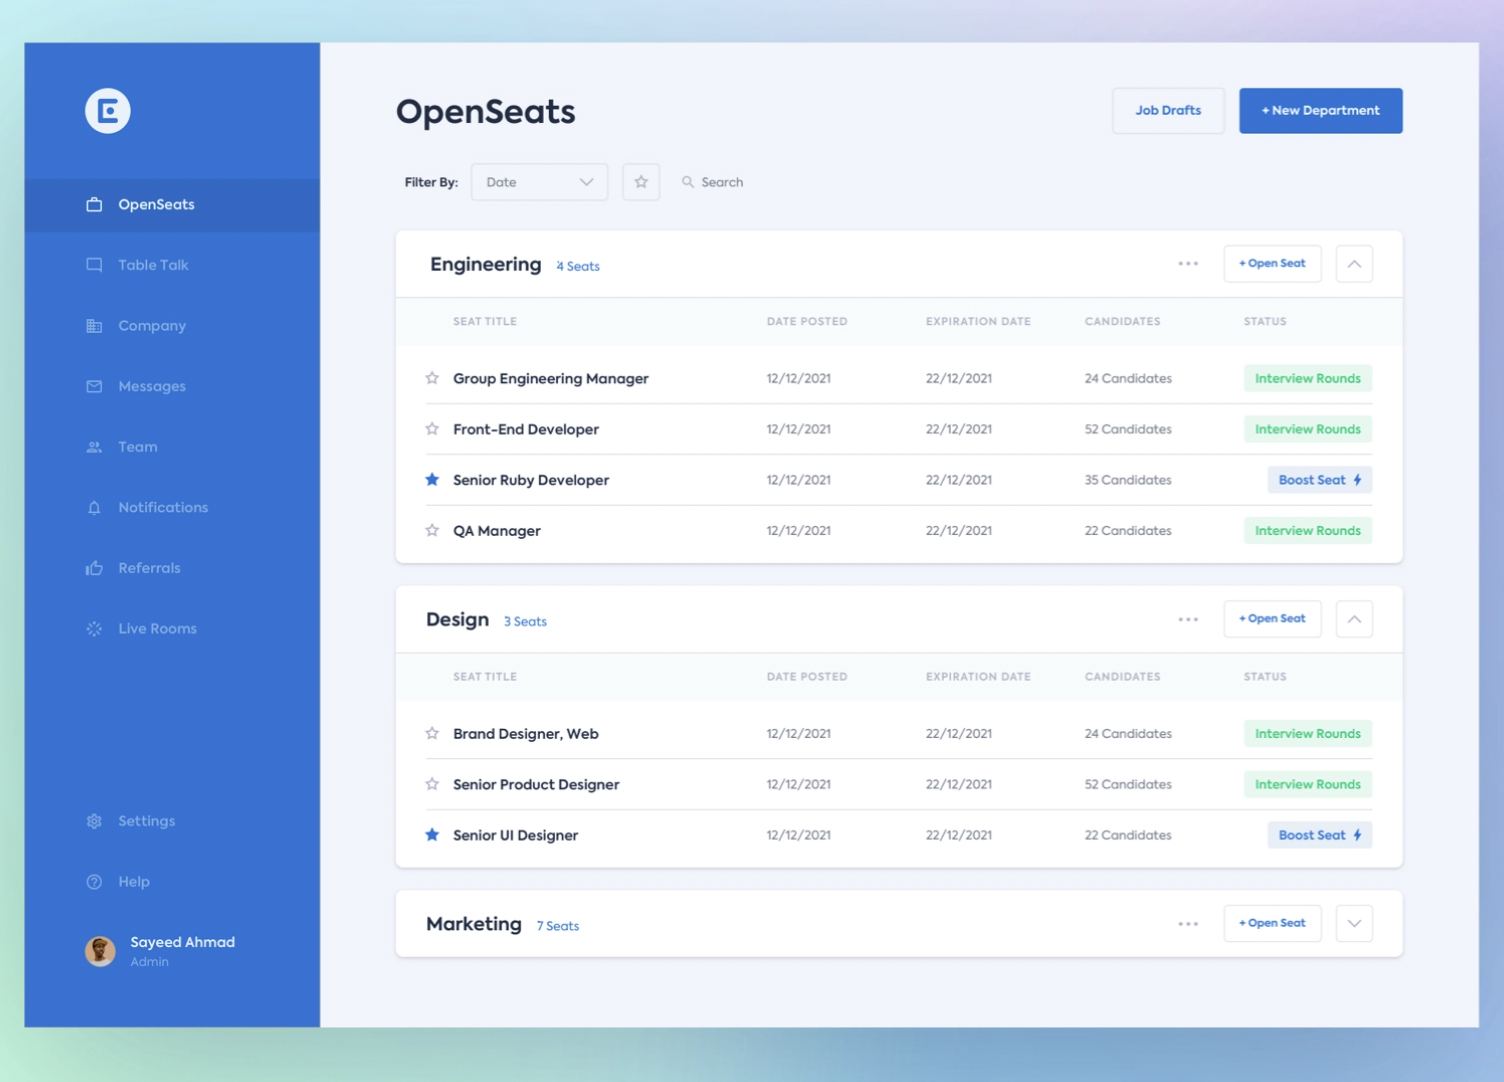 OpenSeats
Job Drafts
+ New Department
Filter By:
Date
Search
OpenSeats
Table Talk
Company
Messages
Team
Notifications
Referrals
Live Rooms
Settings
Help
Sayeed Ahmad
Admin
Engineering 4 Seats
+ Open Seat
SEAT TITLE DATE POSTED EXPIRATION DATE CANDIDATES STATUS
Group Engineering Manager 12/12/2021 22/12/2021 24 Candidates Interview Rounds
Front-End Developer 12/12/2021 22/12/2021 52 Candidates Interview Rounds
Senior Ruby Developer 12/12/2021 22/12/2021 35 Candidates Boost Seat
QA Manager 12/12/2021 22/12/2021 22 Candidates Interview Rounds
Design 3 Seats
+ Open Seat
SEAT TITLE DATE POSTED EXPIRATION DATE CANDIDATES STATUS
Brand Designer, Web 12/12/2021 22/12/2021 24 Candidates Interview Rounds
Senior Product Designer 12/12/2021 22/12/2021 52 Candidates Interview Rounds
Senior UI Designer 12/12/2021 22/12/2021 22 Candidates Boost Seat
Marketing 7 Seats
+ Open Seat